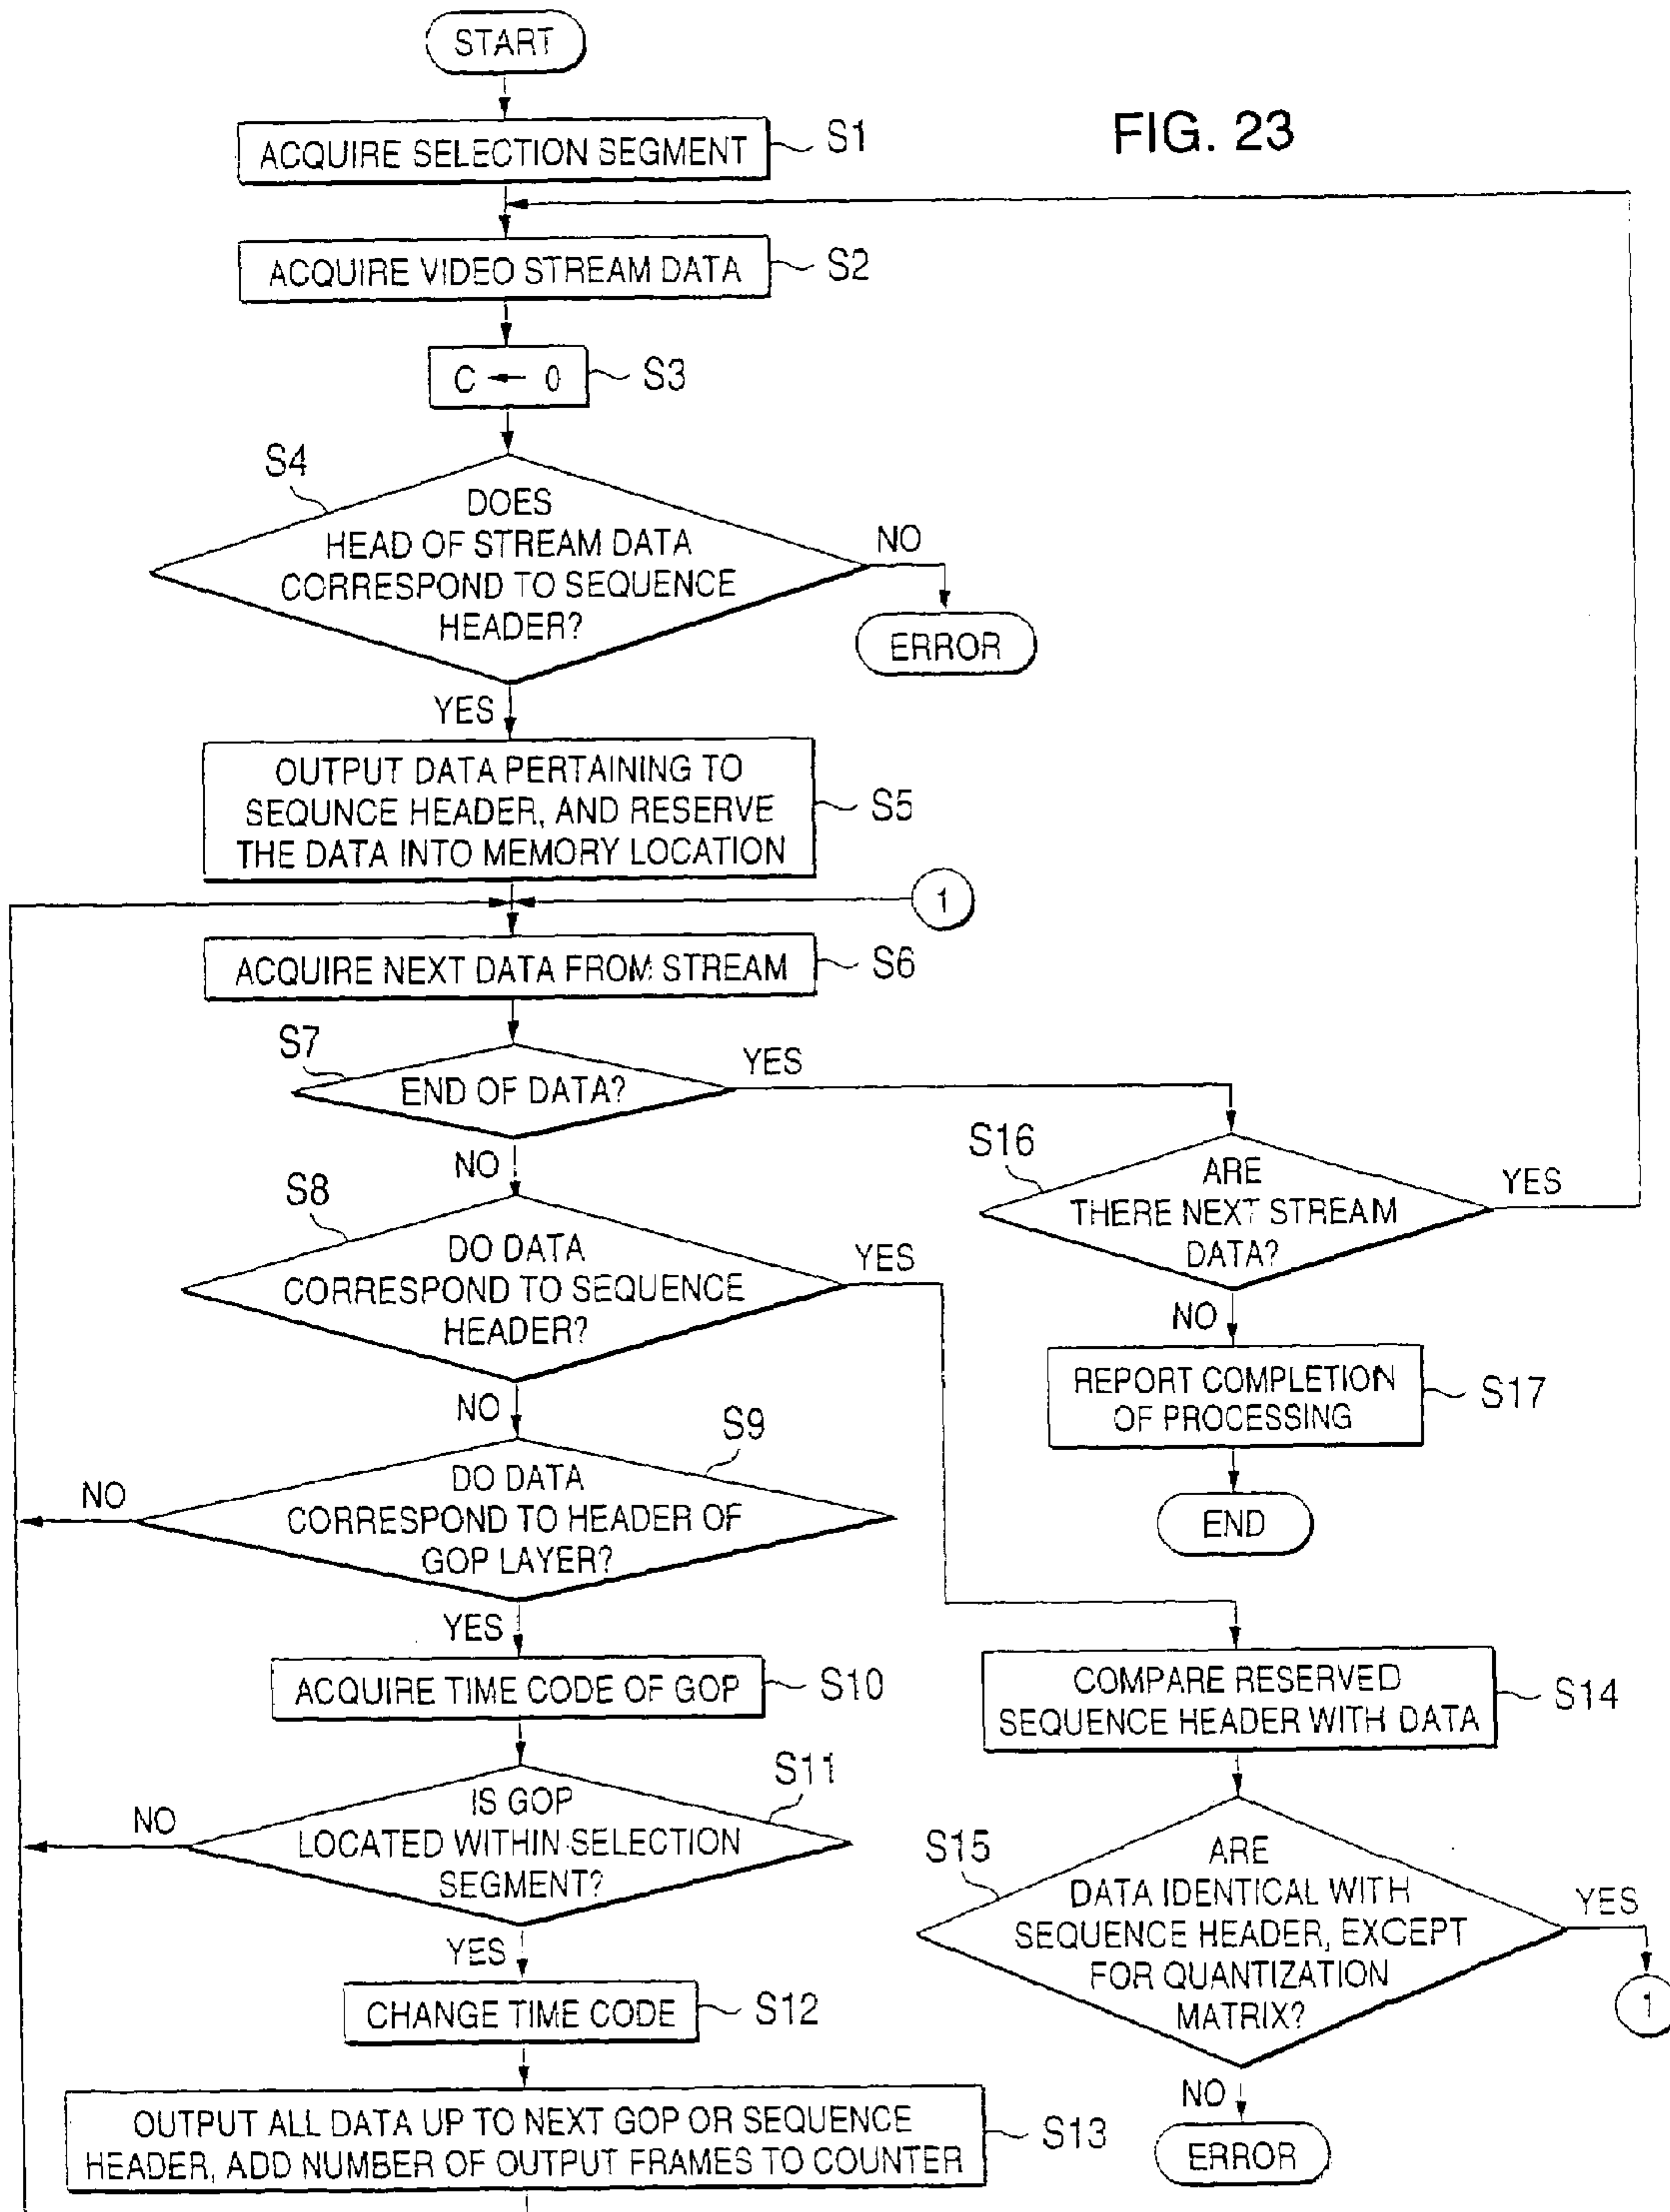 START
FIG. 23
ACQUIRE SELECTION SEGMENT
S1
ACQUIRE VIDEO STREAM DATA
S2
C ← 0
S3
S4
DOES
HEAD OF STREAM DATA
CORRESPOND TO SEQUENCE
HEADER?
NO
ERROR
YES
OUTPUT DATA PERTAINING TO
SEQUNCE HEADER, AND RESERVE
THE DATA INTO MEMORY LOCATION
S5
1
ACQUIRE NEXT DATA FROM STREAM
S6
S7
END OF DATA?
YES
NO
S16
ARE
THERE NEXT STREAM
DATA?
YES
NO
REPORT COMPLETION
OF PROCESSING
S17
END
S8
DO DATA
CORRESPOND TO SEQUENCE
HEADER?
YES
NO
S9
DO DATA
CORRESPOND TO HEADER OF
GOP LAYER?
NO
YES
ACQUIRE TIME CODE OF GOP
S10
S11
IS GOP
LOCATED WITHIN SELECTION
SEGMENT?
NO
YES
CHANGE TIME CODE
S12
OUTPUT ALL DATA UP TO NEXT GOP OR SEQUENCE
HEADER, ADD NUMBER OF OUTPUT FRAMES TO COUNTER
S13
COMPARE RESERVED
SEQUENCE HEADER WITH DATA
S14
S15
ARE
DATA IDENTICAL WITH
SEQUENCE HEADER, EXCEPT
FOR QUANTIZATION
MATRIX?
YES
1
NO
ERROR